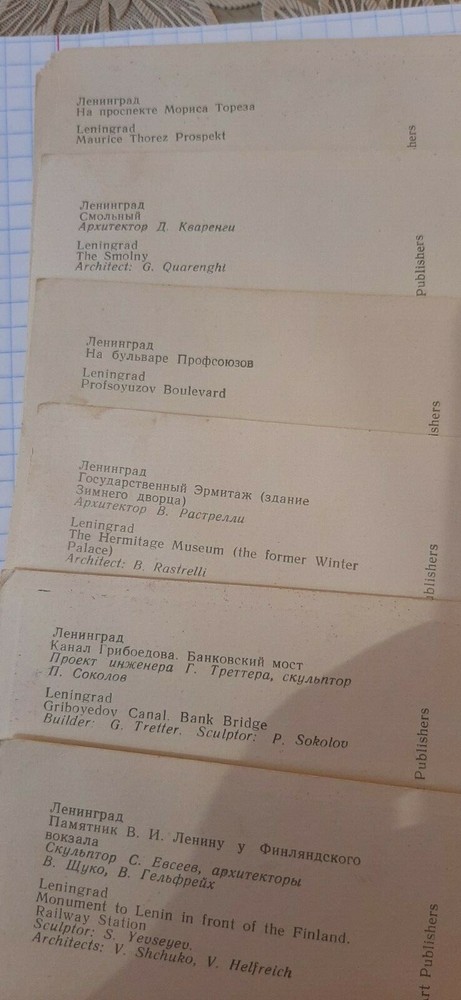 Ленинград
На проспекте Мориса Тореза
Leningrad
Maurice Thorez Prospekt
hers
Ленинград
Смольный
Архитектор Д. Кваренги
Leningrad
The Smolny
Architect: G. Quarenghi
Publishers
Ленинград
На бульваре Профсоюзов
Leningrad
Profsoyuzov Boulevard
shers
Ленинград
Государственный Эрмитаж (здание
Зимнего дворца)
Архитектор В. Растрелли
Leningrad
The Hermitage Museum (the former Winter
Palace)
Architect: B. Rastrelli
ublishers
Ленинград
Канал Грибоедова. Банковский мост
Проект инженера Г. Треттера, скульптор
П. Соколов
Leningrad
Griboyedov Canal. Bank Bridge
Builder: G. Tretter. Sculptor: P. Sokolov
Publishers
Ленинград
Памятник В. И. Ленину у Финляндского
вокзала
Скульптор С. Евсеев, архитекторы
В. Щуко, В. Гельфрейх
Leningrad
Monument to Lenin in front of the Finland.
Railway Station
Sculptor: S. Yevseyev.
Architects: V. Shchuko, V. Helfreich
rt Publishers